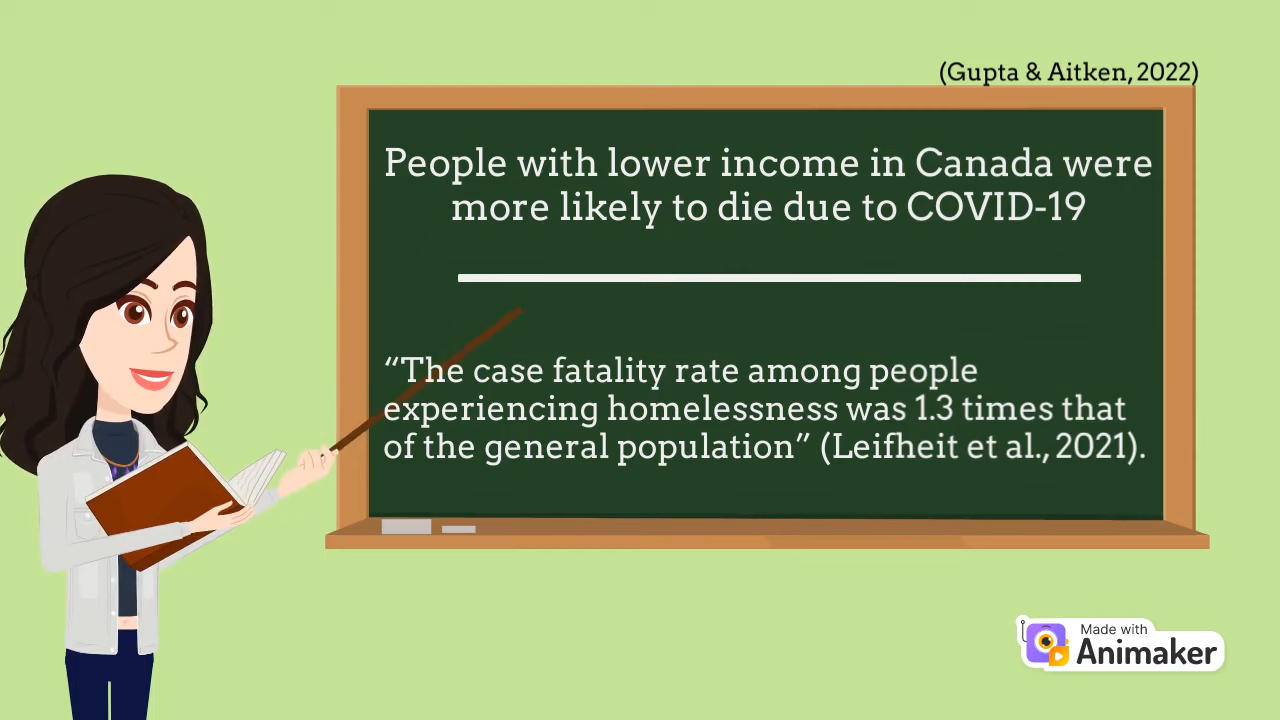 (Gupta & Aitken, 2022)
People with lower income in Canada were
more likely to die due to COVID-19
“The case fatality rate among people
experiencing homelessness was 1.3 times that
of the general population” (Leifheit et al., 2021).
Made with
Animaker